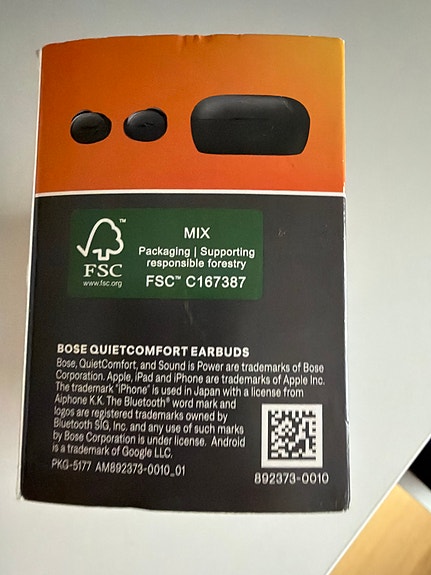 MIX
Packaging | Supporting
responsible forestry
FSC™ C167387
™
FSC
www.fsc.org
BOSE QUIETCOMFORT EARBUDS
Bose, QuietComfort, and Sound is Power are trademarks of Bose
Corporation. Apple, iPad and iPhone are trademarks of Apple Inc.
The trademark "iPhone" is used in Japan with a license from
Aiphone K.K. The Bluetooth® word mark and
logos are registered trademarks owned by
Bluetooth SIG, Inc. and any use of such marks
by Bose Corporation is under license. Android
is a trademark of Google LLC.
PKG-5177 AM892373-0010_01
892373-0010